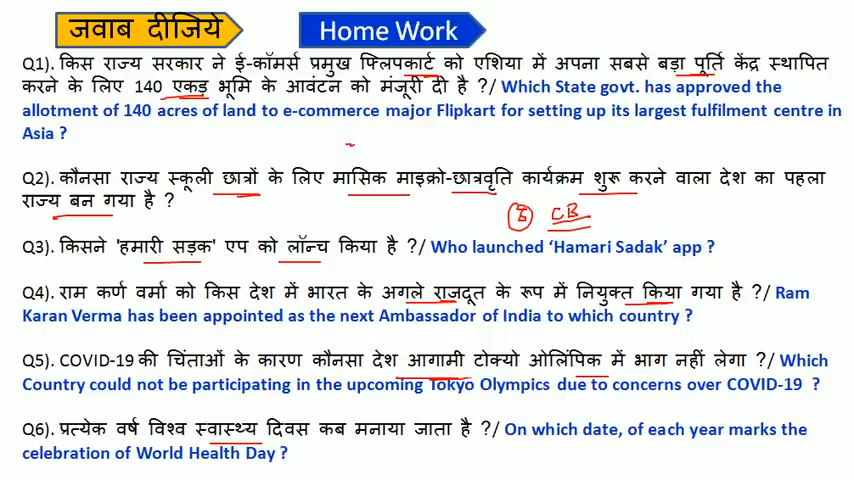 जवाब दीजिये
Home Work
Q1). किस राज्य सरकार ने ई-कॉमर्स प्रमुख फ्लिपकार्ट को एशिया में अपना सबसे बड़ा पूर्ति केंद्र स्थापित
करने के लिए 140 एकड़ भूमि के आवंटन को मंजूरी दी है ?/ Which State govt. has approved the
allotment of 140 acres of land to e-commerce major Flipkart for setting up its largest fulfilment centre in
Asia ?
Q2). कौनसा राज्य स्कूली छात्रों के लिए मासिक माइक्रो-छात्रवृति कार्यक्रम शुरू करने वाला देश का पहला
राज्य बन गया है ?
CB
Q3). किसने 'हमारी सड़क' एप को लॉन्च किया है ?/ Who launched ‘Hamari Sadak’ app ?
Q4). राम कर्ण वर्मा को किस देश में भारत के अगले राजदूत के रूप में नियुक्त किया गया है ?/ Ram
Karan Verma has been appointed as the next Ambassador of India to which country ?
Q5). COVID-19 की चिंताओं के कारण कौनसा देश आगामी टोक्यो ओलिंपिक में भाग नहीं लेगा ?/ Which
Country could not be participating in the upcoming Tokyo Olympics due to concerns over COVID-19 ?
Q6). प्रत्येक वर्ष विश्व स्वास्थ्य दिवस कब मनाया जाता है ?/ On which date, of each year marks the
celebration of World Health Day ?